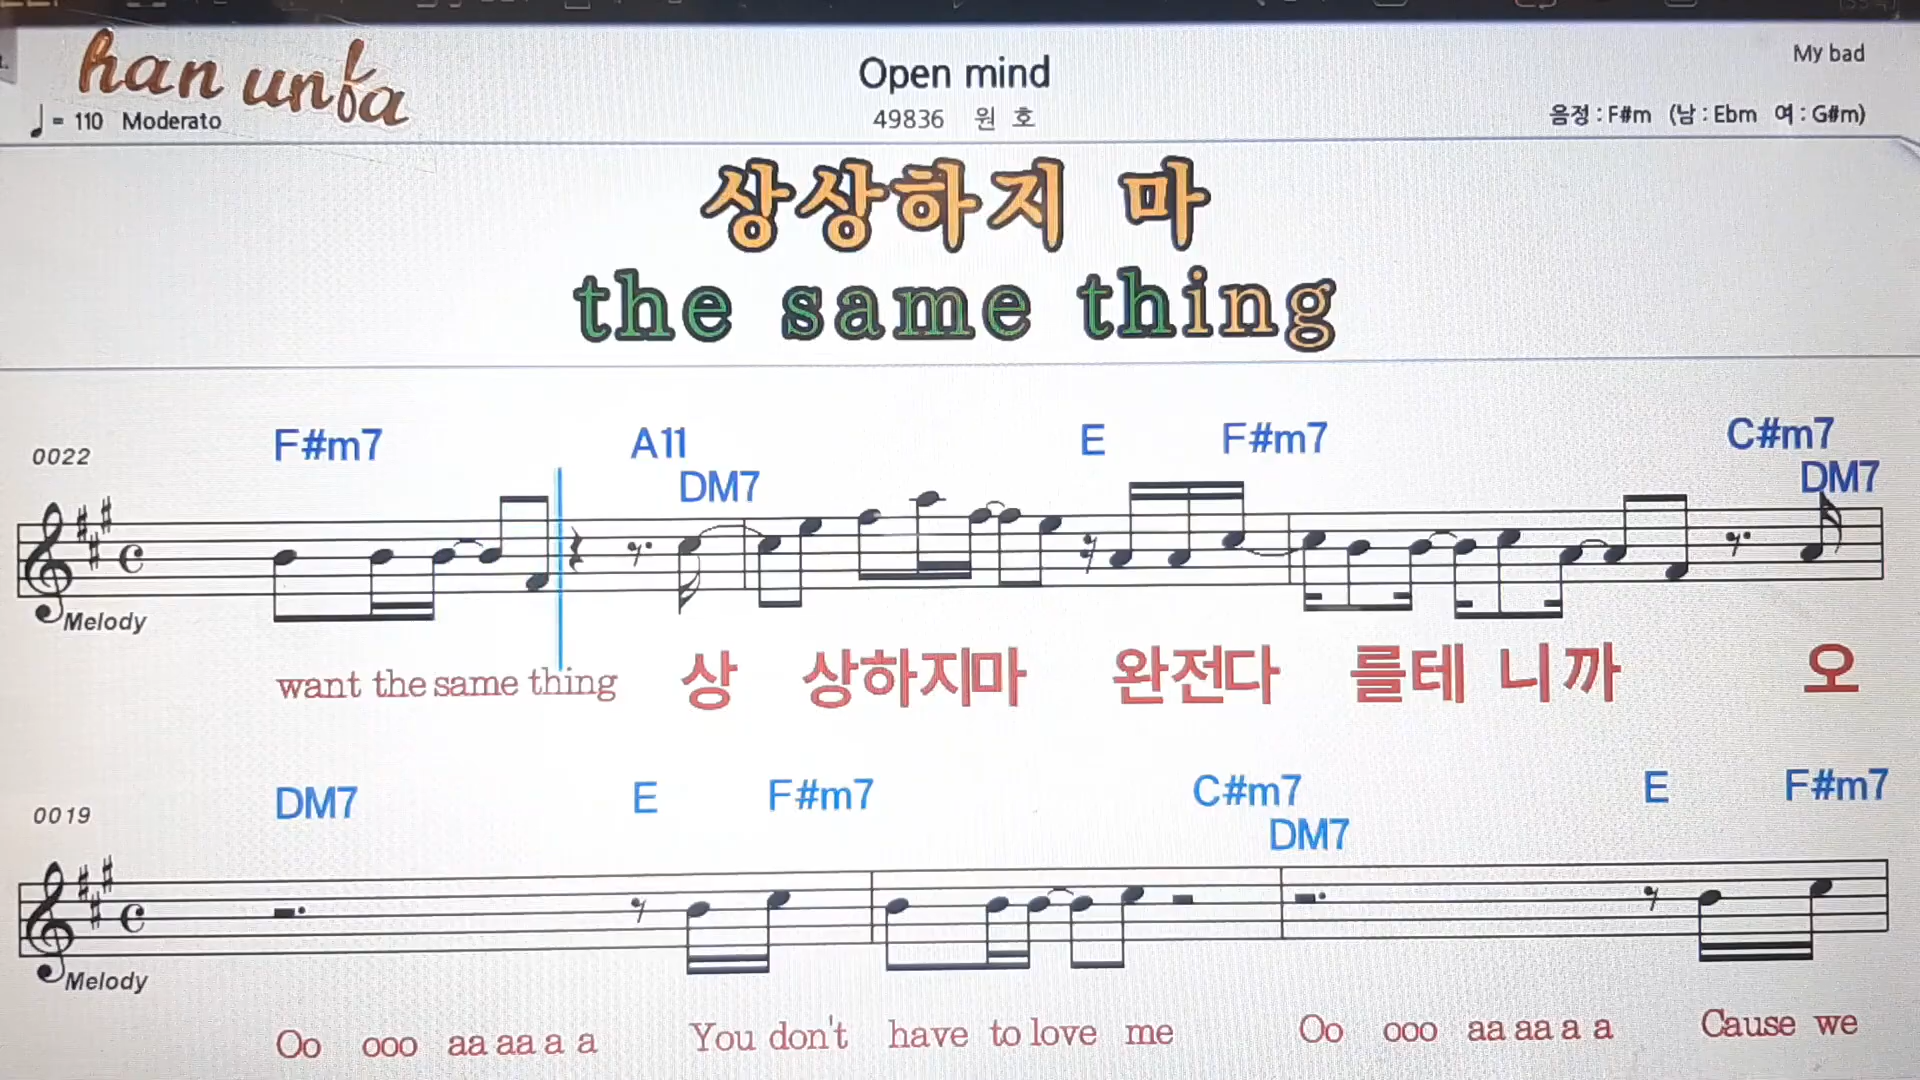 han unfa
Open mind
My bad
♩= 110 Moderato
49836 원 호
음정 : F#m (남 : Ebm 여 : G#m)
상상하지 마
the same thing
F#m7 A11 E F#m7 C#m7
0022
DM7 DM7
Melody
want the same thing 상 상하지마 완전다 를테 니까 오
DM7 E F#m7 C#m7 E F#m7
0019
DM7
Melody
Oo ooo aa aa a a You don't have to love me Oo ooo aa aa a a Cause we